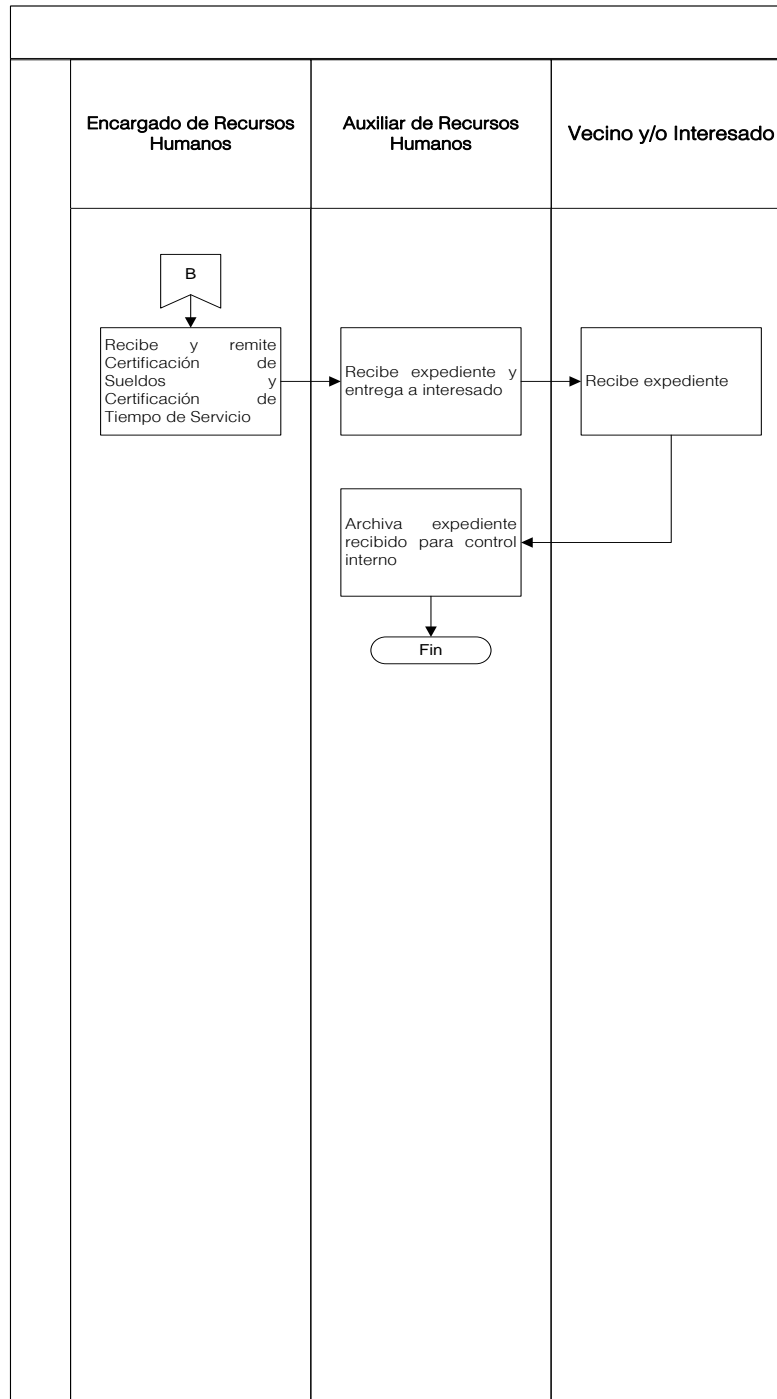 Encargado de Recursos
Humanos
Auxiliar de Recursos
Humanos
Vecino y/o Interesado
B
Recibe y remite
Certificación de
Sueldos y
Certificación de
Tiempo de Servicio
Recibe expediente y
entrega a interesado
Recibe expediente
Archiva expediente
recibido para control
interno
Fin